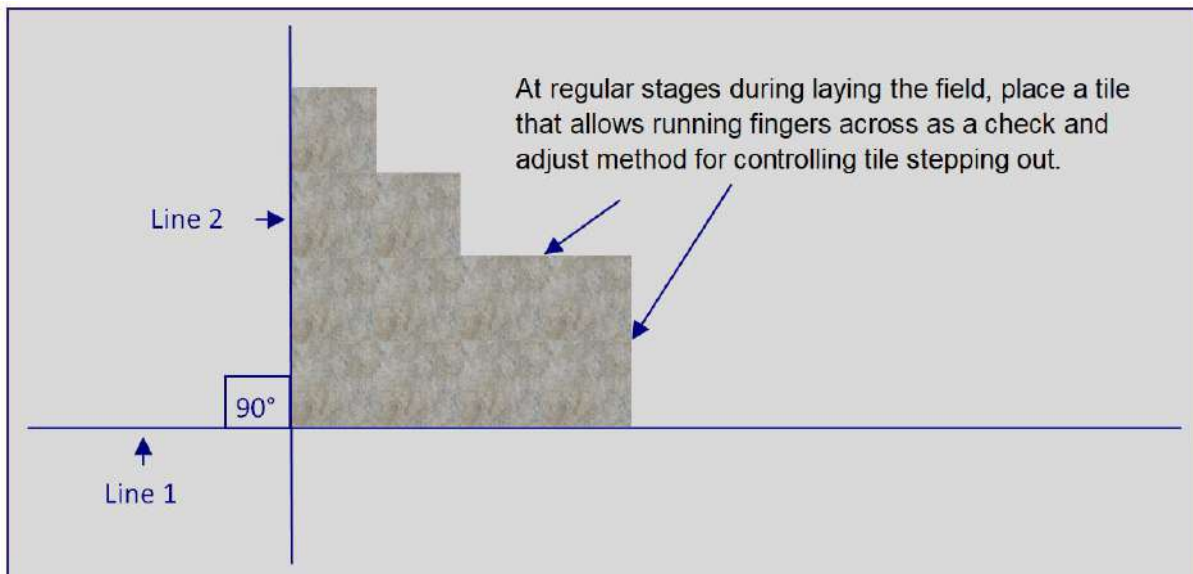 At regular stages during laying the field, place a tile
that allows running fingers across as a check and
adjust method for controlling tile stepping out.
Line 2
90°
Line 1